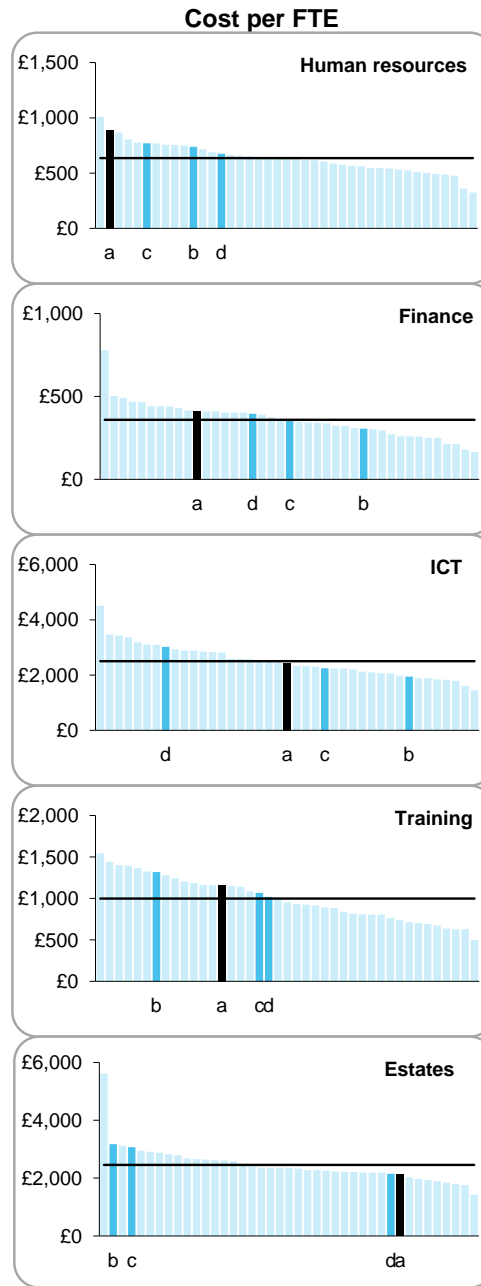 Cost per FTE
Human resources
£1,500
£1,000
£500
£0
a c b d
Finance
£1,000
£500
£0
a d c b
ICT
£6,000
£4,000
£2,000
£0
d a c b
Training
£2,000
£1,500
£1,000
£500
£0
b a cd
Estates
£6,000
£4,000
£2,000
£0
b c da